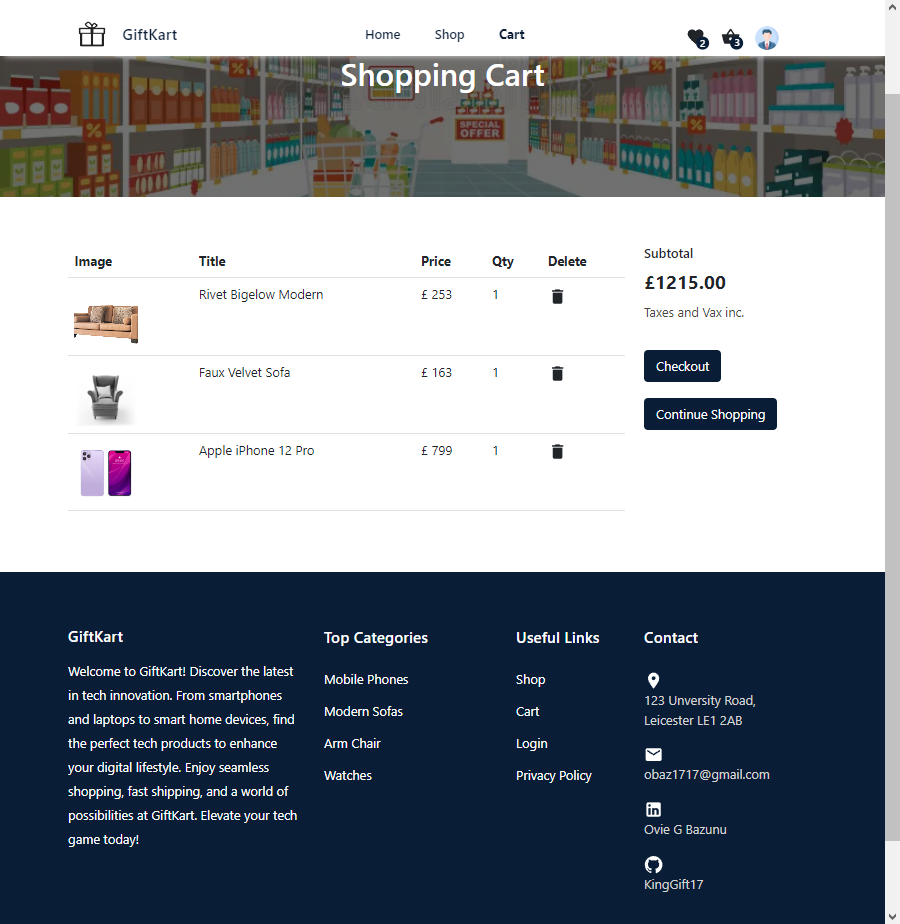 GiftKart
Home Shop Cart
2 3
Shopping Cart
SPECIAL
OFFER
%
%
%
%
Image Title Price Qty Delete
Rivet Bigelow Modern £ 253 1
Faux Velvet Sofa £ 163 1
Apple iPhone 12 Pro £ 799 1
Subtotal
£1215.00
Taxes and Vax inc.
Checkout
Continue Shopping
GiftKart
Welcome to GiftKart! Discover the latest
in tech innovation. From smartphones
and laptops to smart home devices, find
the perfect tech products to enhance
your digital lifestyle. Enjoy seamless
shopping, fast shipping, and a world of
possibilities at GiftKart. Elevate your tech
game today!
Top Categories
Mobile Phones
Modern Sofas
Arm Chair
Watches
Useful Links
Shop
Cart
Login
Privacy Policy
Contact
123 Unversity Road,
Leicester LE1 2AB
obaz1717@gmail.com
Ovie G Bazunu
KingGift17